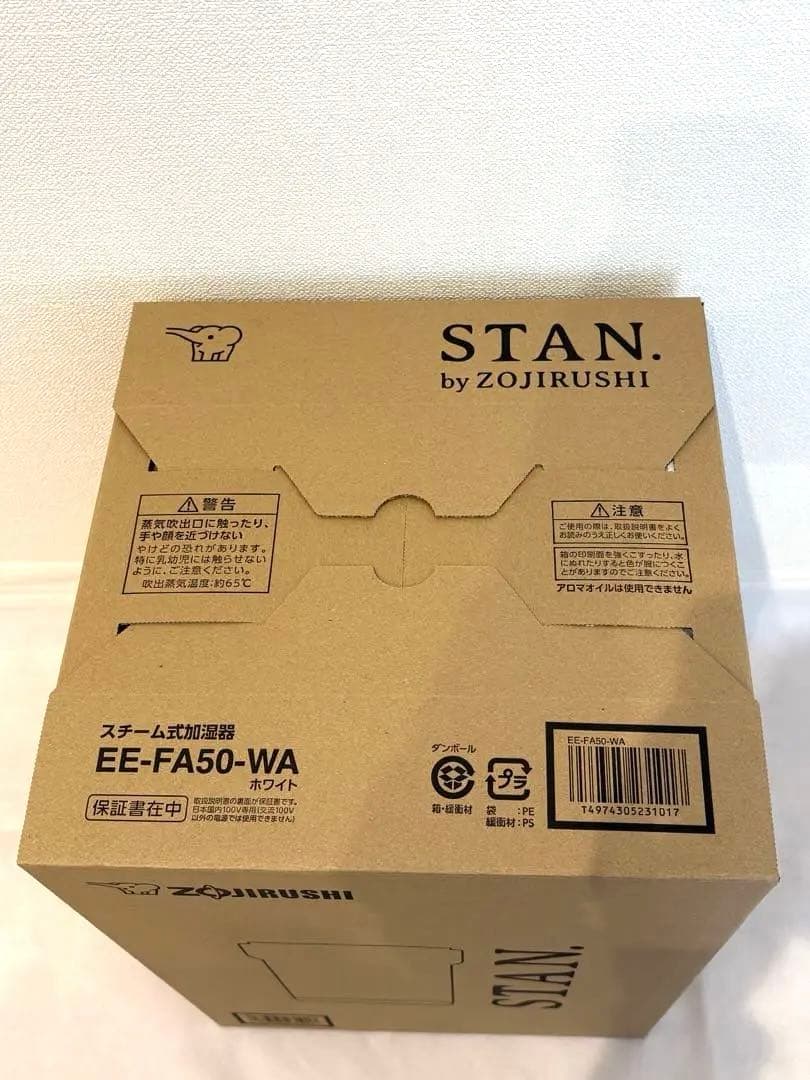 STAN.
by ZOJIRUSHI
警告
蒸気吹出口に触ったり、
手や顔を近づけない
やけどの恐れがあります。
特に乳幼児には触らせない
ように、ご注意ください。
吹出蒸気温度：約65℃
注意
ご使用の際は、取扱説明書をよく
お読みのうえ正しくお使いください。
箱の印刷面を強くこすったり、水
にぬれたりすると色が服につくこ
とがありますのでご注意ください。
アロマオイルは使用できません
スチーム式加湿器
EE-FA50-WA
ホワイト
保証書在中
取扱説明書の裏面が保証書です。
日本国内100V専用(交流100V
以外の電源では使用できません)
ダンボール
箱・緩衝材
プラ
袋 ：PE
緩衝材：PS
EE-FA50-WA
T4974305231017
ZOJIRUSHI
STAN.